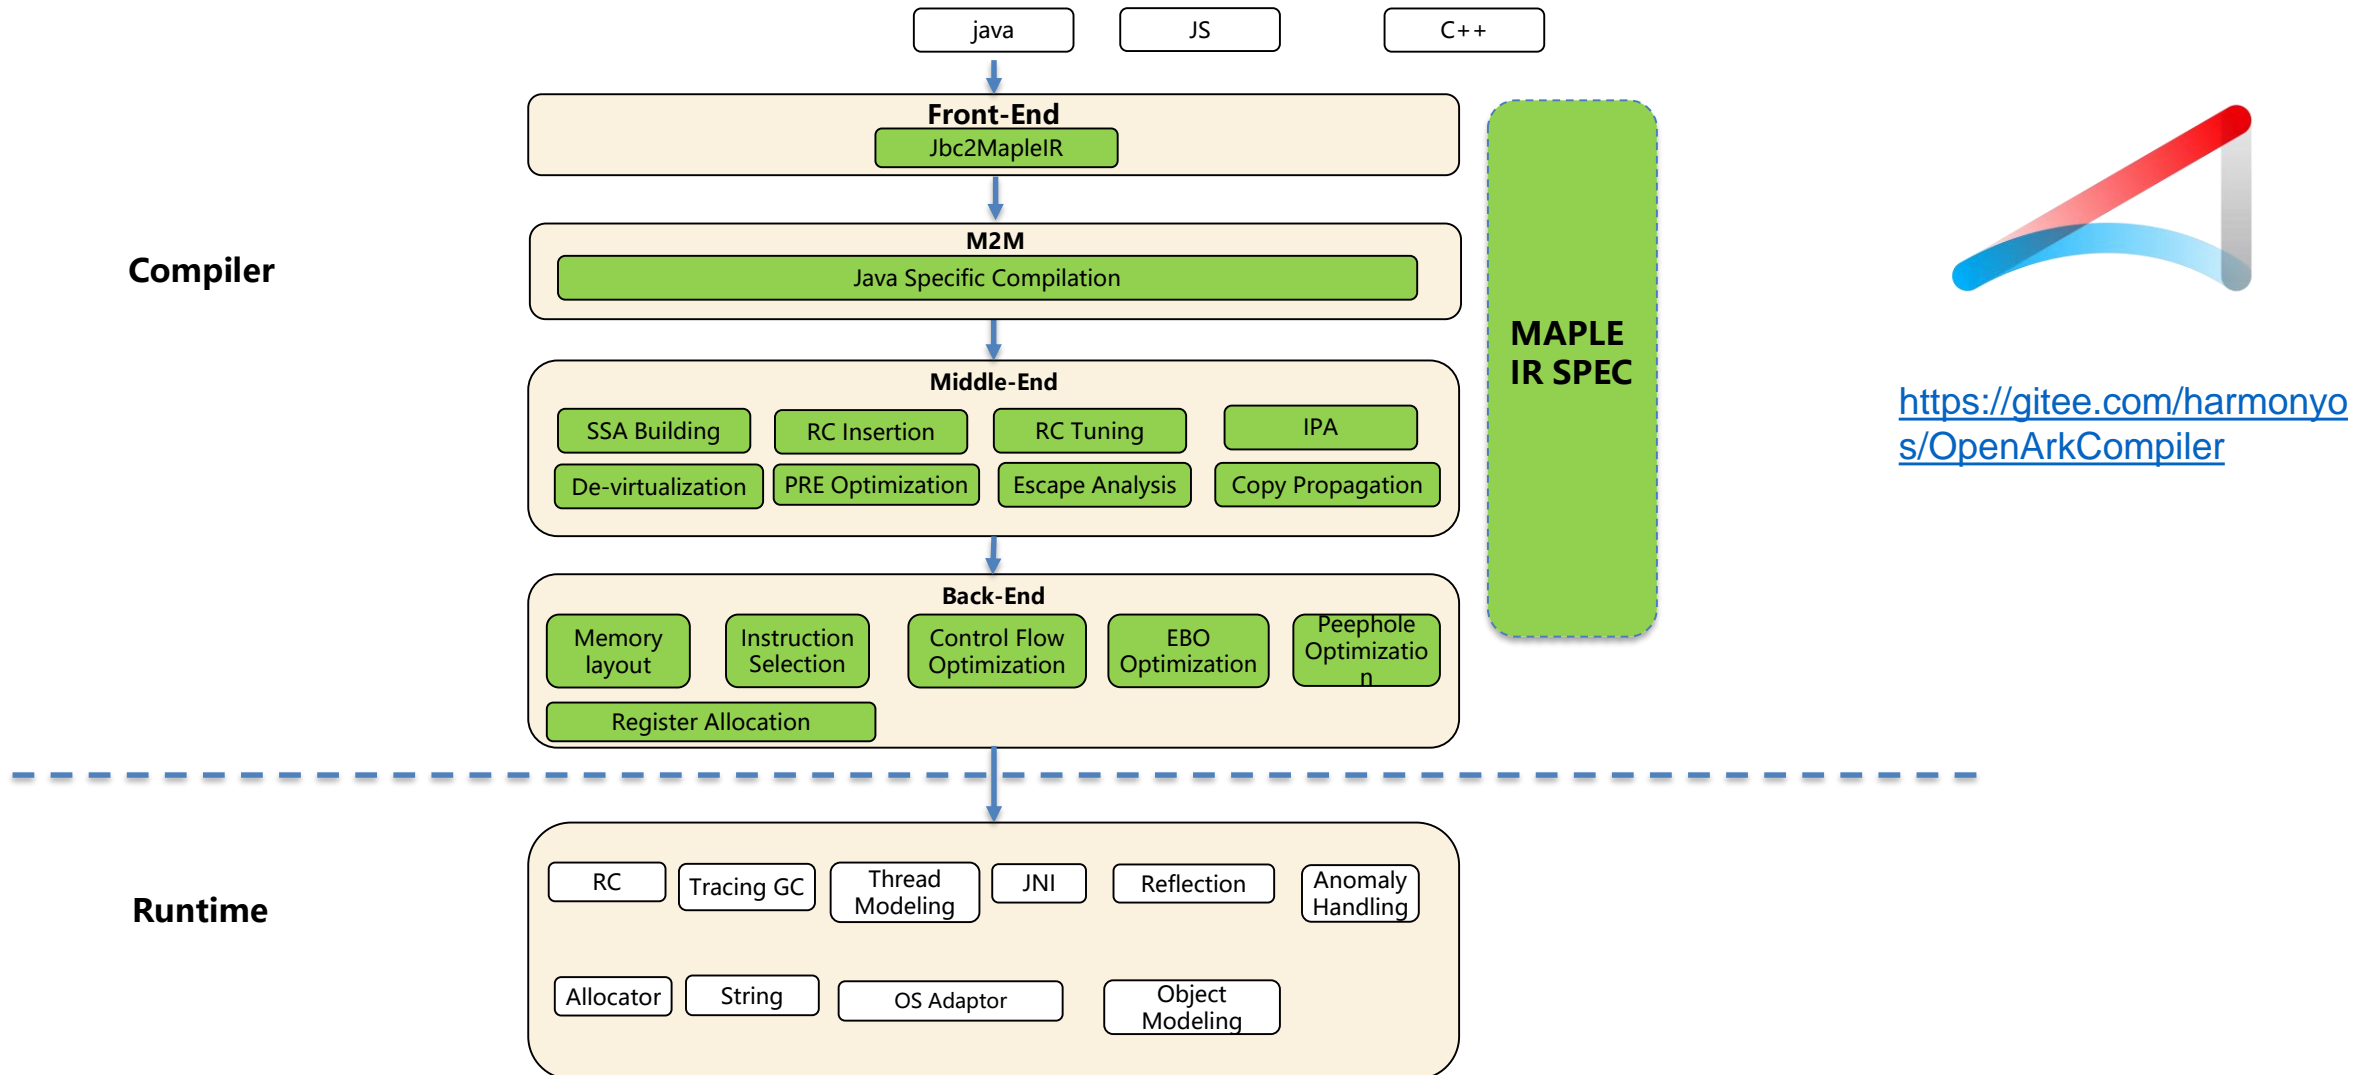 java
JS
C++
Front-End
Jbc2MapleIR
M2M
Java Specific Compilation
Compiler
Middle-End
SSA Building
RC Insertion
RC Tuning
IPA
De-virtualization
PRE Optimization
Escape Analysis
Copy Propagation
MAPLE
IR SPEC
https://gitee.com/harmonyo
s/OpenArkCompiler
Back-End
Memory
layout
Instruction
Selection
Control Flow
Optimization
EBO
Optimization
Peephole
Optimizatio
n
Register Allocation
Runtime
RC
Tracing GC
Thread
Modeling
JNI
Reflection
Anomaly
Handling
Allocator
String
OS Adaptor
Object
Modeling